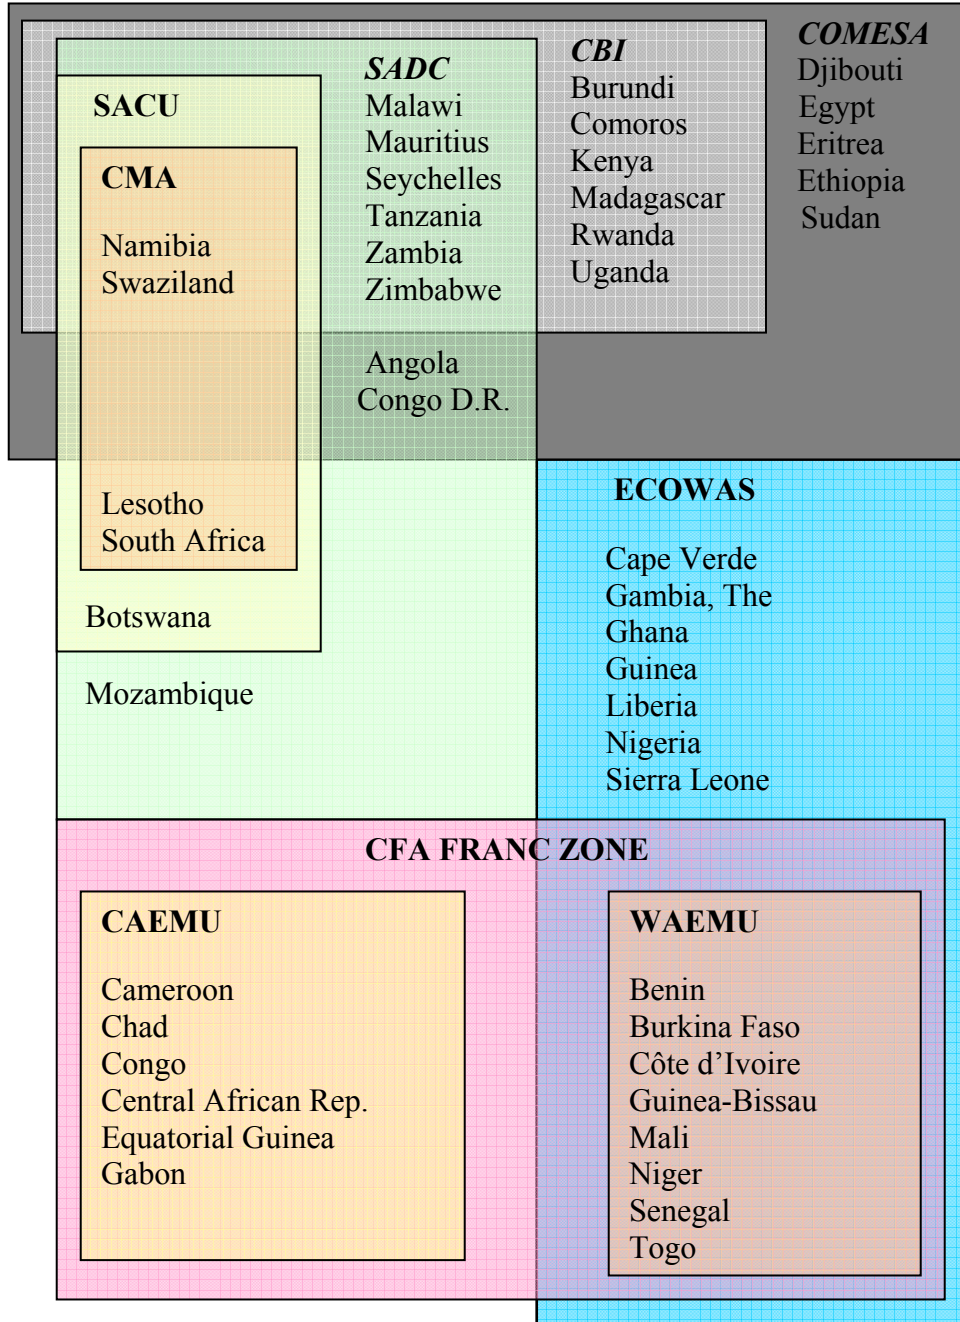 COMESA
Djibouti
Egypt
Eritrea
Ethiopia
Sudan
CBI
Burundi
Comoros
Kenya
Madagascar
Rwanda
Uganda
SADC
Malawi
Mauritius
Seychelles
Tanzania
Zambia
Zimbabwe
Angola
Congo D.R.
SACU
CMA
Namibia
Swaziland
Lesotho
South Africa
Botswana
Mozambique
ECOWAS
Cape Verde
Gambia, The
Ghana
Guinea
Liberia
Nigeria
Sierra Leone
CFA FRANC ZONE
CAEMU
Cameroon
Chad
Congo
Central African Rep.
Equatorial Guinea
Gabon
WAEMU
Benin
Burkina Faso
Côte d’Ivoire
Guinea-Bissau
Mali
Niger
Senegal
Togo